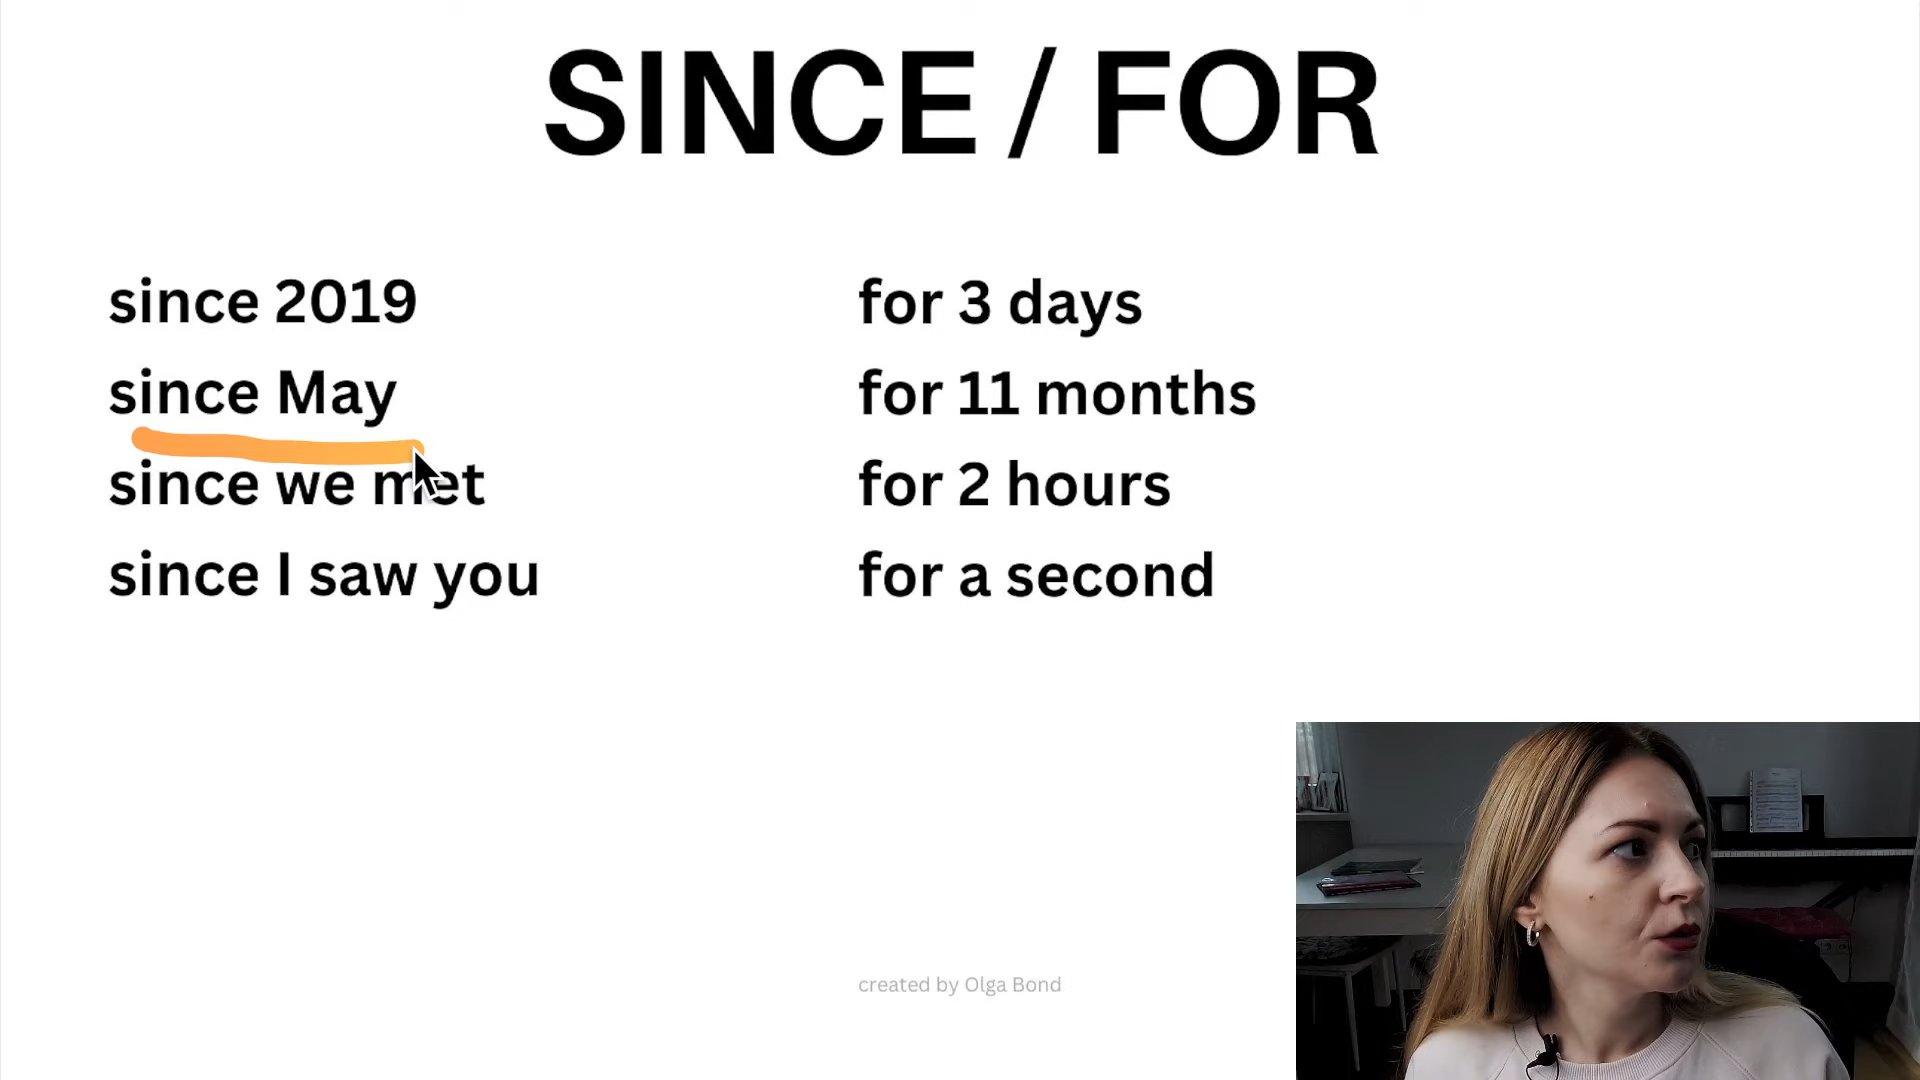 SINCE / FOR
since 2019
since May
since we met
since I saw you
for 3 days
for 11 months
for 2 hours
for a second
created by Olga Bond